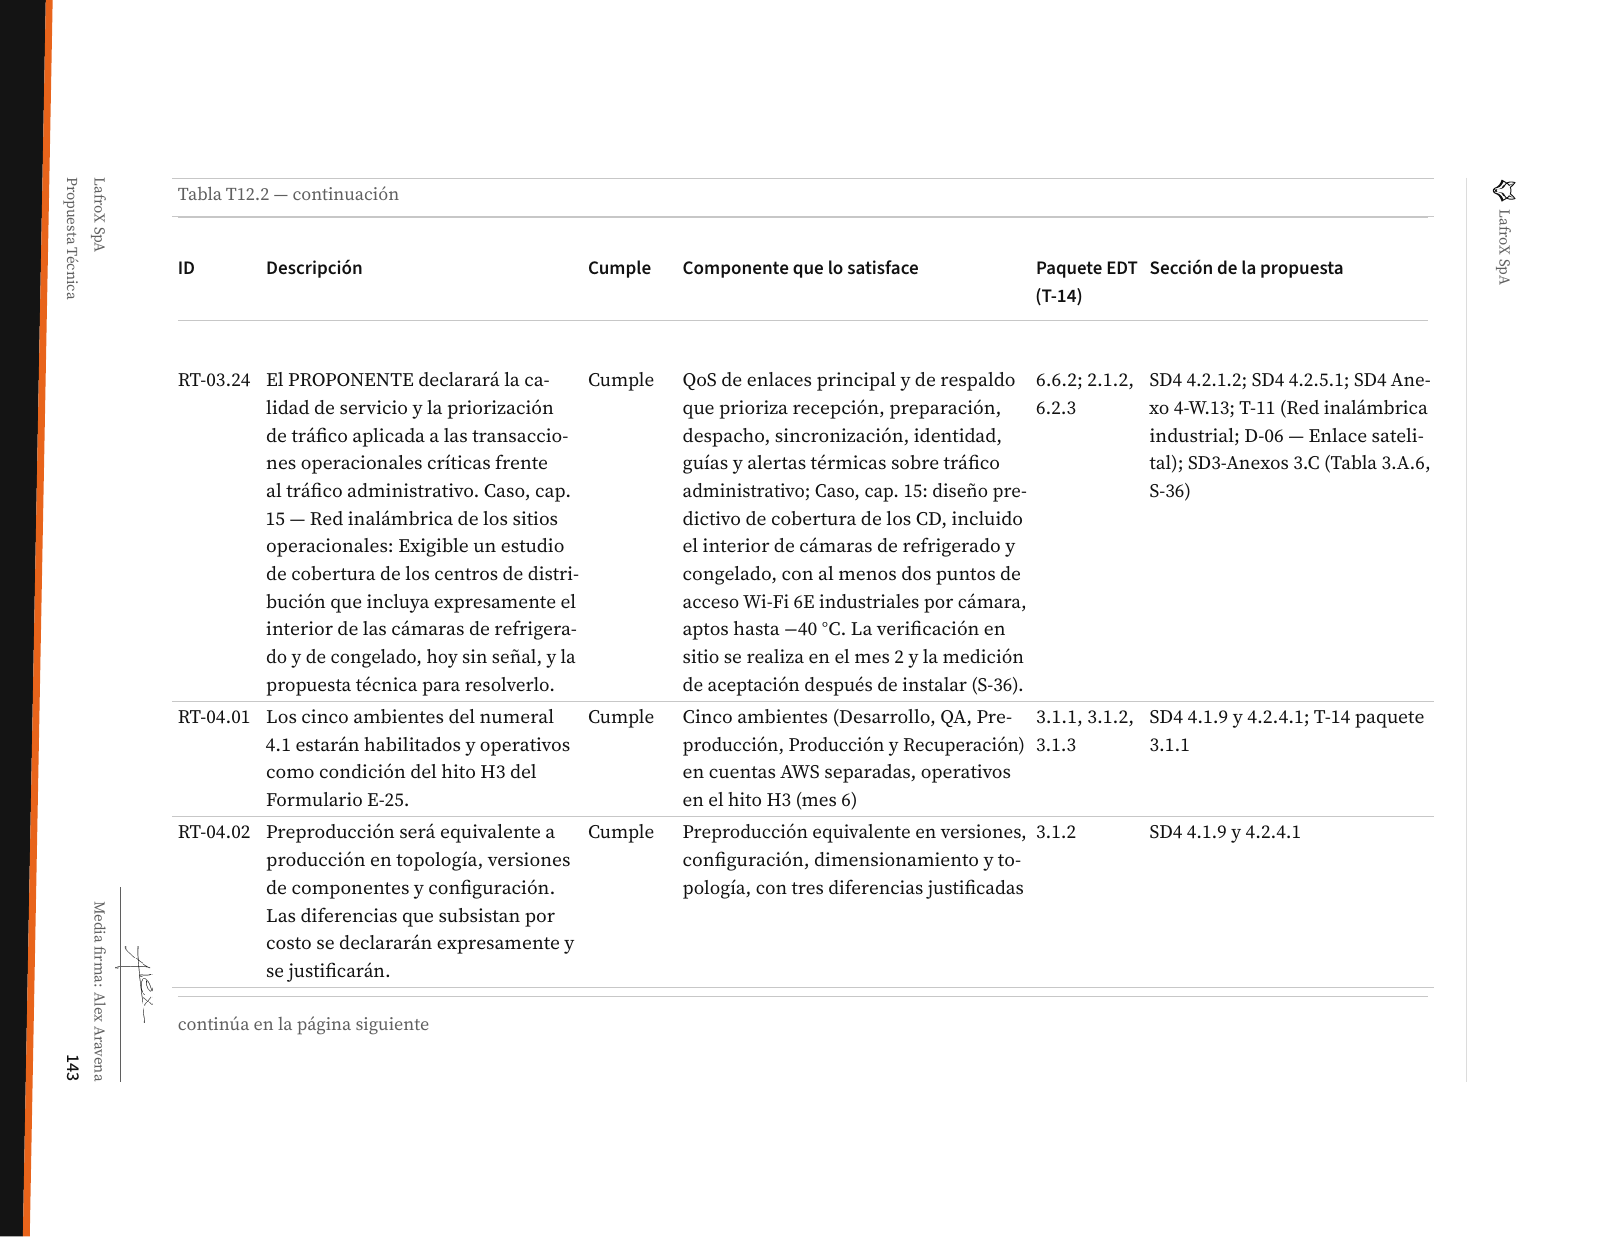 Tabla T12.2 — continuación
ID Descripción Cumple Componente que lo satisface Paquete EDT Sección de la propuesta
(T-14)
RT-03.24 El PROPONENTE declarará la ca- Cumple QoS de enlaces principal y de respaldo 6.6.2; 2.1.2, SD4 4.2.1.2; SD4 4.2.5.1; SD4 Ane-
lidad de servicio y la priorización que prioriza recepción, preparación, 6.2.3 xo 4-W.13; T-11 (Red inalámbrica
de tráfico aplicada a las transaccio- despacho, sincronización, identidad, industrial; D-06 — Enlace sateli-
nes operacionales críticas frente guías y alertas térmicas sobre tráfico tal); SD3-Anexos 3.C (Tabla 3.A.6,
al tráfico administrativo. Caso, cap. administrativo; Caso, cap. 15: diseño pre- S-36)
15 — Red inalámbrica de los sitios dictivo de cobertura de los CD, incluido
operacionales: Exigible un estudio el interior de cámaras de refrigerado y
de cobertura de los centros de distri- congelado, con al menos dos puntos de
bución que incluya expresamente el acceso Wi-Fi 6E industriales por cámara,
interior de las cámaras de refrigera- aptos hasta −40 °C. La verificación en
do y de congelado, hoy sin señal, y la sitio se realiza en el mes 2 y la medición
propuesta técnica para resolverlo. de aceptación después de instalar (S-36).
RT-04.01 Los cinco ambientes del numeral Cumple Cinco ambientes (Desarrollo, QA, Pre- 3.1.1, 3.1.2, SD4 4.1.9 y 4.2.4.1; T-14 paquete
4.1 estarán habilitados y operativos producción, Producción y Recuperación) 3.1.3 3.1.1
como condición del hito H3 del en cuentas AWS separadas, operativos
Formulario E-25. en el hito H3 (mes 6)
RT-04.02 Preproducción será equivalente a Cumple Preproducción equivalente en versiones, 3.1.2 SD4 4.1.9 y 4.2.4.1
producción en topología, versiones configuración, dimensionamiento y to-
de componentes y configuración. pología, con tres diferencias justificadas
Las diferencias que subsistan por
costo se declararán expresamente y
se justificarán.
continúa en la página siguiente
LafroX SpA
Propuesta Técnica
LafroX SpA
Media firma: Alex Aravena
Alex
143